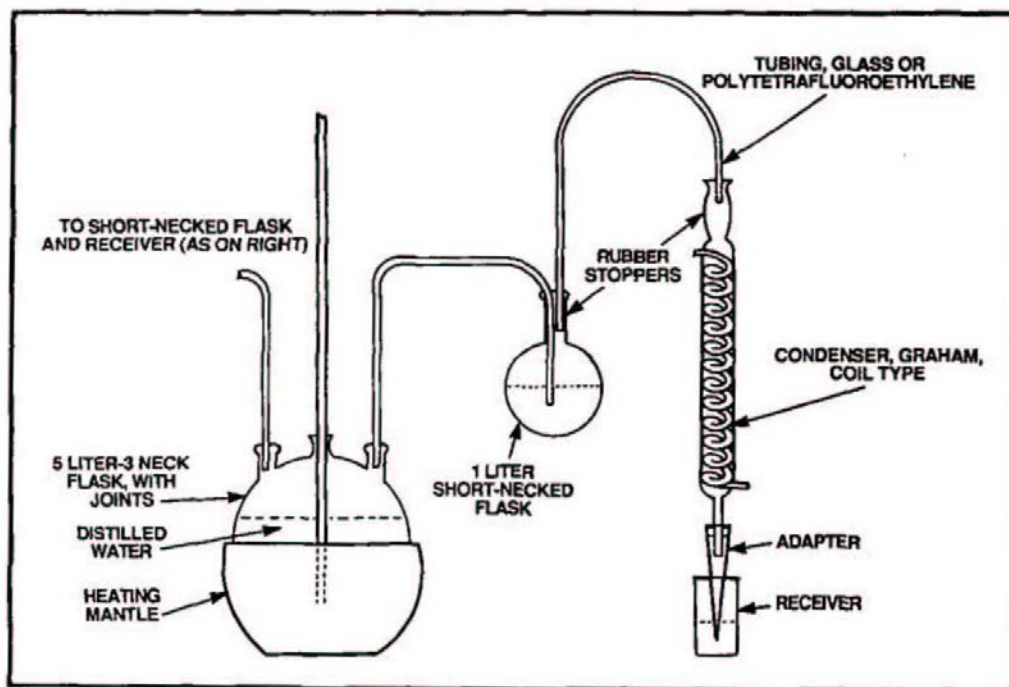 TUBING, GLASS OR
POLYTETRAFLUOROETHYLENE
TO SHORT-NECKED FLASK
AND RECEIVER (AS ON RIGHT)
RUBBER
STOPPERS
CONDENSER, GRAHAM,
COIL TYPE
5 LITER-3 NECK
FLASK, WITH
JOINTS
1 LITER
SHORT-NECKED
FLASK
DISTILLED
WATER
ADAPTER
HEATING
MANTLE
RECEIVER